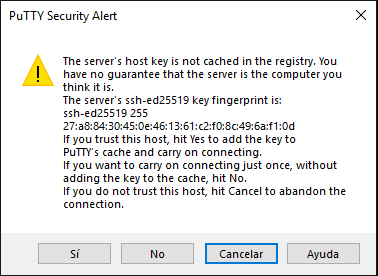 PuTTY Security Alert
The server's host key is not cached in the registry. You
have no guarantee that the server is the computer you
think it is.
The server's ssh-ed25519 key fingerprint is:
ssh-ed25519 255
27:a8:84:30:45:0e:46:13:61:c2:f0:8c:49:6a:f1:0d
If you trust this host, hit Yes to add the key to
PuTTY's cache and carry on connecting.
If you want to carry on connecting just once, without
adding the key to the cache, hit No.
If you do not trust this host, hit Cancel to abandon the
connection.
Sí
No
Cancelar
Ayuda